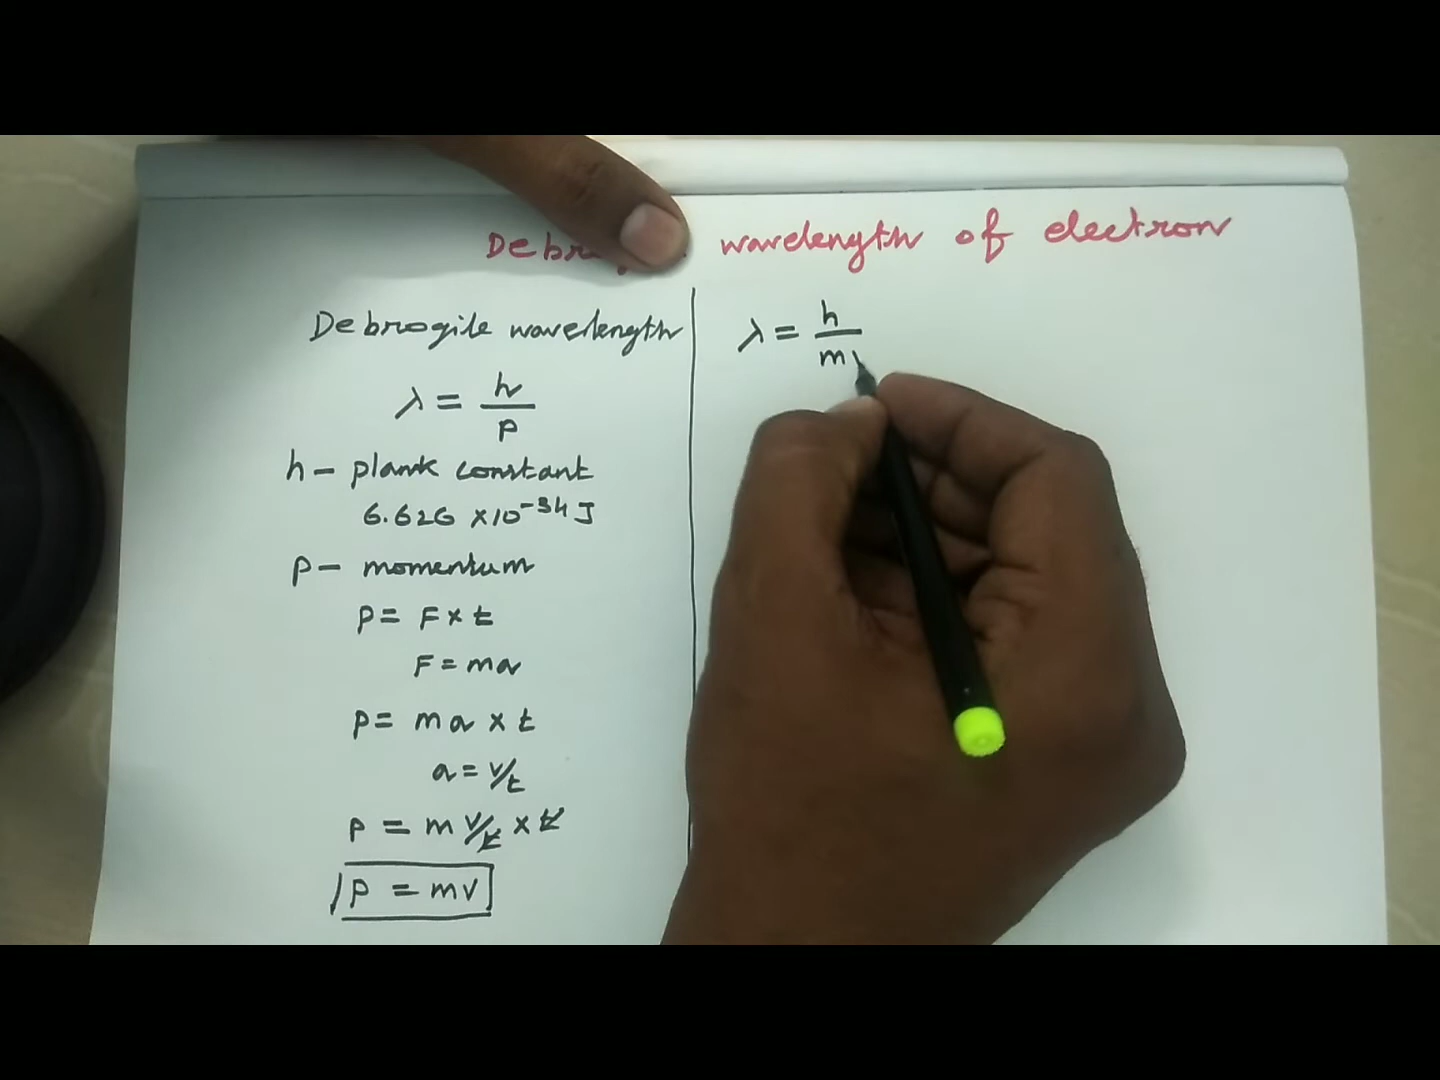 wavelength of electron
Debrogile wavelength
λ = h/p
h - plank constant
6.626 ×10⁻³⁴ J
p - momentum
p = F × t
F = ma
p = ma × t
a = v/t
p = m v/t × t
p = mv
λ = h/m